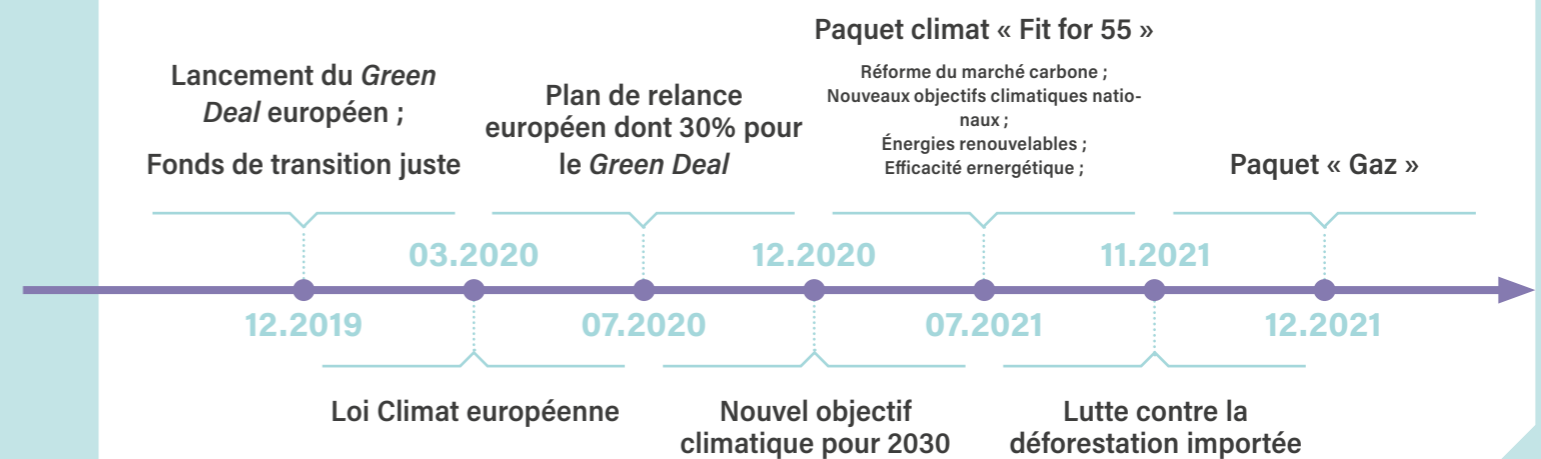 Lancement du Green
Deal européen ;
Fonds de transition juste
12.2019
03.2020
Loi Climat européenne
Plan de relance
européen dont 30% pour
le Green Deal
07.2020
12.2020
Nouvel objectif
climatique pour 2030
Paquet climat « Fit for 55 »
Réforme du marché carbone ;
Nouveaux objectifs climatiques natio-
naux ;
Énergies renouvelables ;
Efficacité ernergétique ;
07.2021
11.2021
Lutte contre la
déforestation importée
Paquet « Gaz »
12.2021